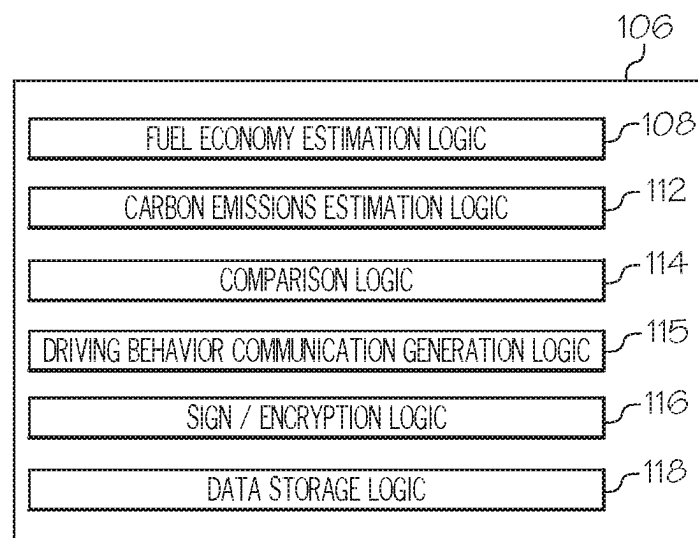 106
FUEL ECONOMY ESTIMATION LOGIC 108
CARBON EMISSIONS ESTIMATION LOGIC 112
COMPARISON LOGIC 114
DRIVING BEHAVIOR COMMUNICATION GENERATION LOGIC 115
SIGN / ENCRYPTION LOGIC 116
DATA STORAGE LOGIC 118